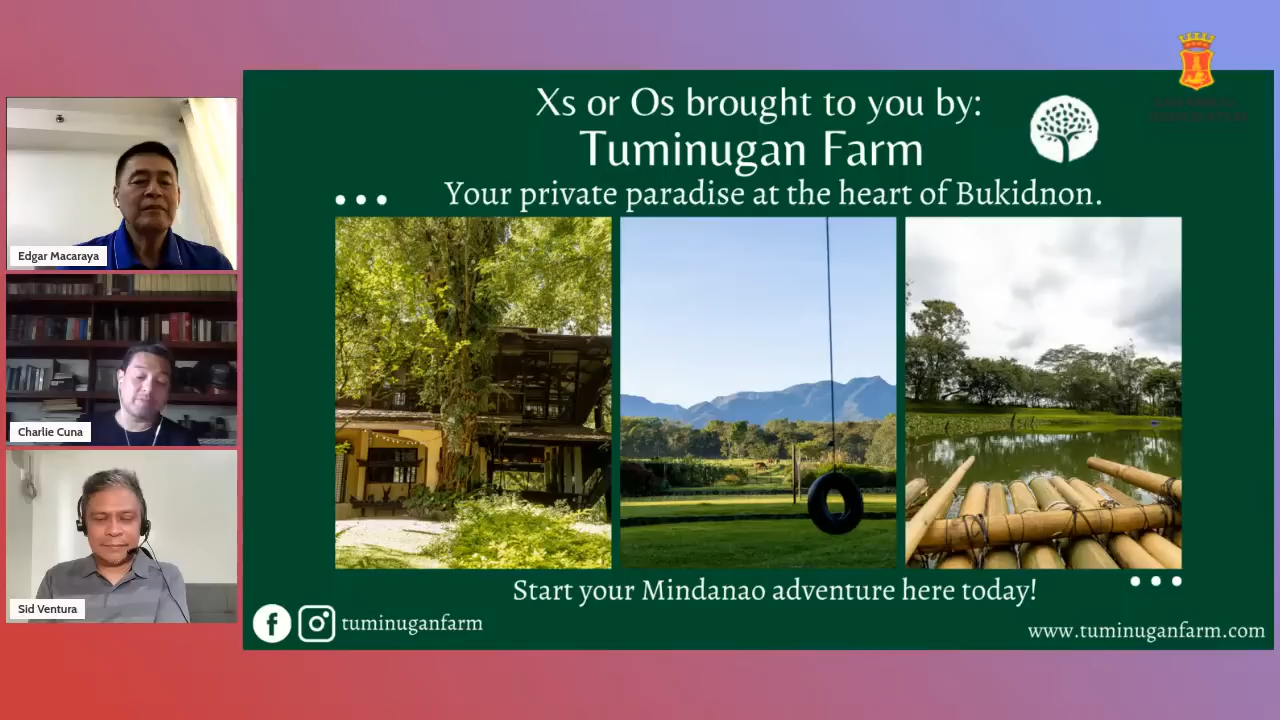 Xs or Os brought to you by:
Tuminugan Farm
Your private paradise at the heart of Bukidnon.
Edgar Macaraya
Charlie Cuna
Sid Ventura
Start your Mindanao adventure here today!
tuminuganfarm
www.tuminuganfarm.com